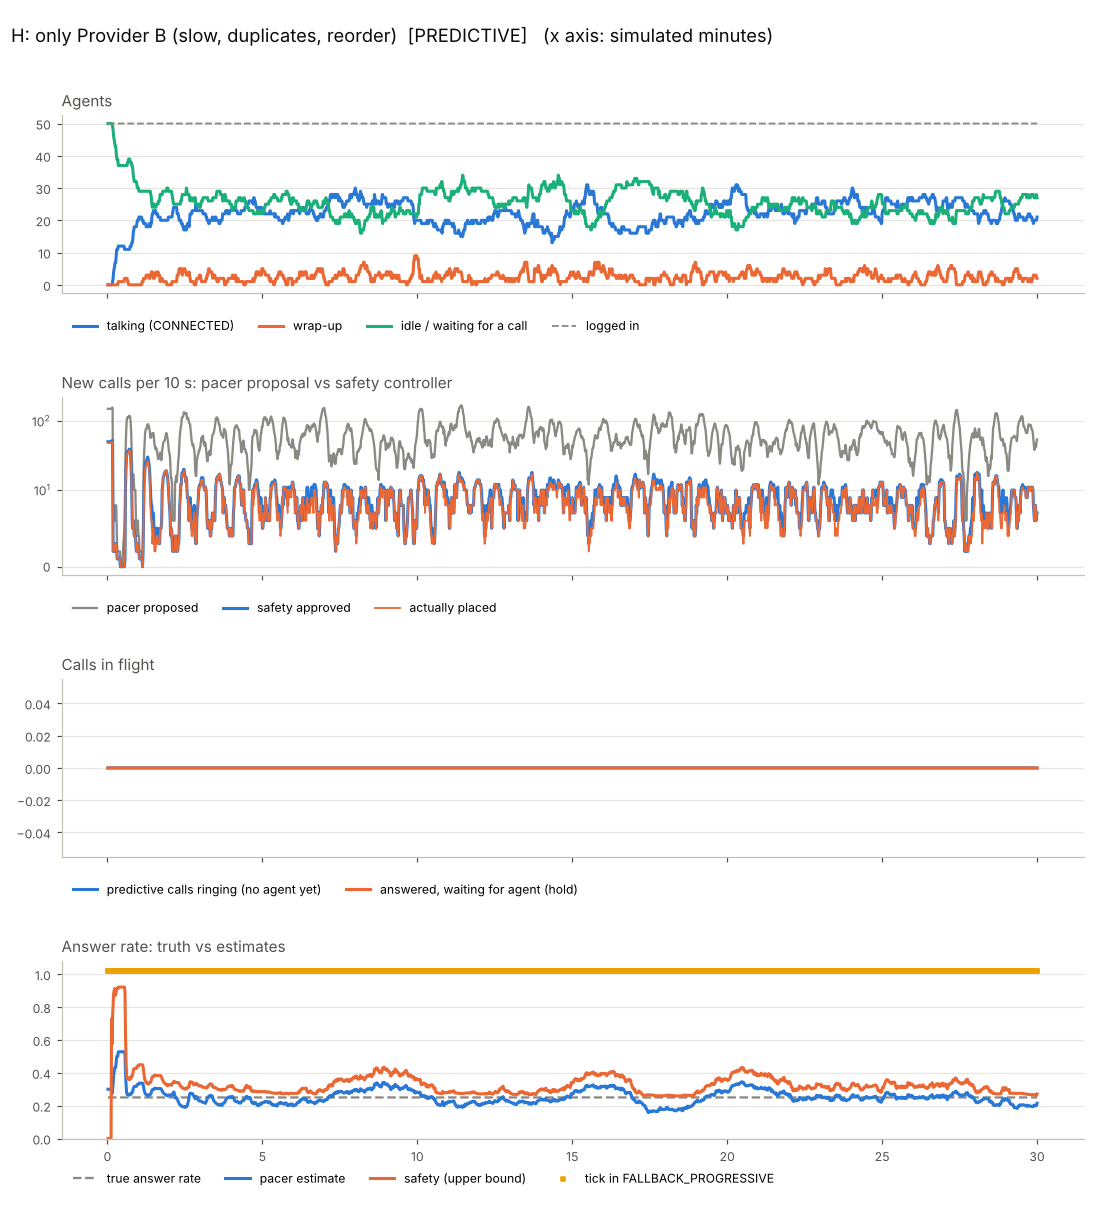 H: only Provider B (slow, duplicates, reorder)  [PREDICTIVE]   (x axis: simulated minutes)
Agents
50
40
30
20
10
0
talking (CONNECTED)   wrap-up   idle / waiting for a call   logged in
New calls per 10 s: pacer proposal vs safety controller
10²
10¹
0
pacer proposed   safety approved   actually placed
Calls in flight
0.04
0.02
0.00
−0.02
−0.04
predictive calls ringing (no agent yet)   answered, waiting for agent (hold)
Answer rate: truth vs estimates
1.0
0.8
0.6
0.4
0.2
0.0
0   5   10   15   20   25   30
true answer rate   pacer estimate   safety (upper bound)   tick in FALLBACK_PROGRESSIVE